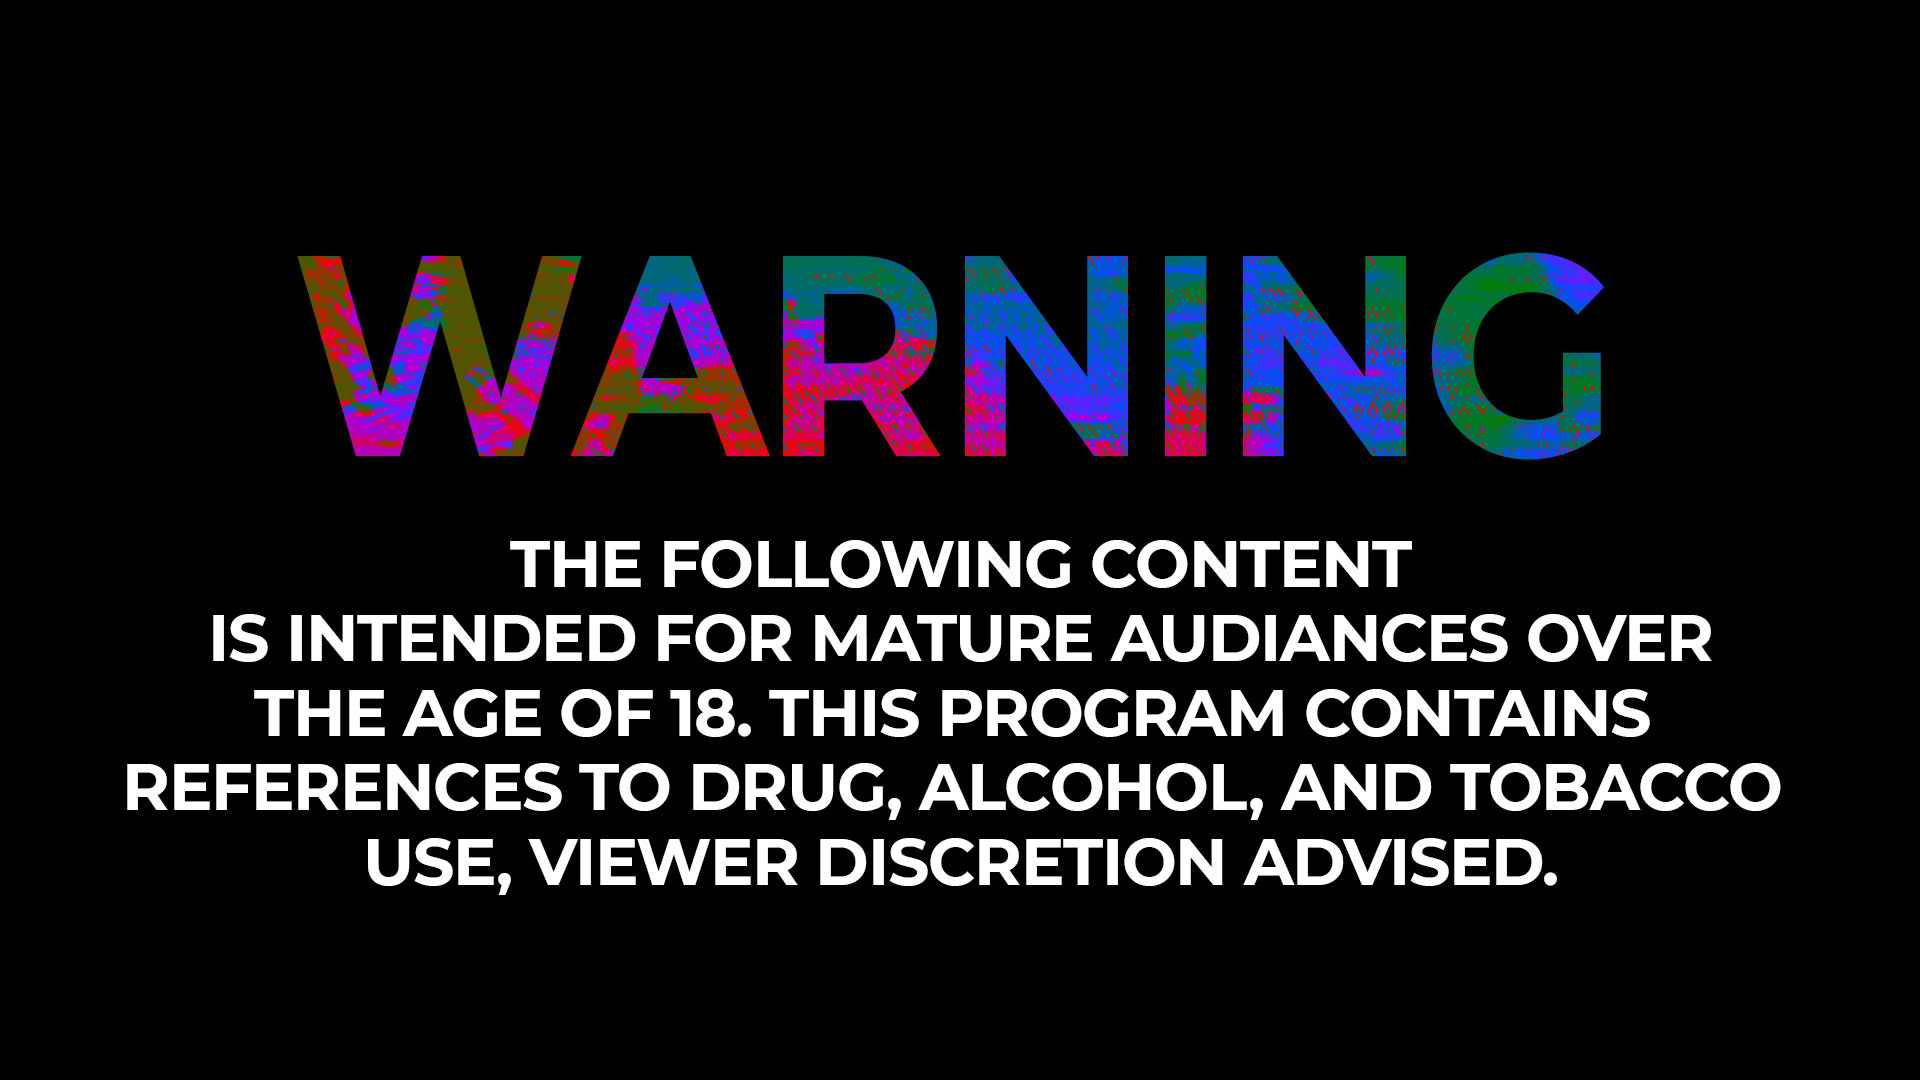 WARNING
THE FOLLOWING CONTENT
IS INTENDED FOR MATURE AUDIANCES OVER
THE AGE OF 18. THIS PROGRAM CONTAINS
REFERENCES TO DRUG, ALCOHOL, AND TOBACCO
USE, VIEWER DISCRETION ADVISED.